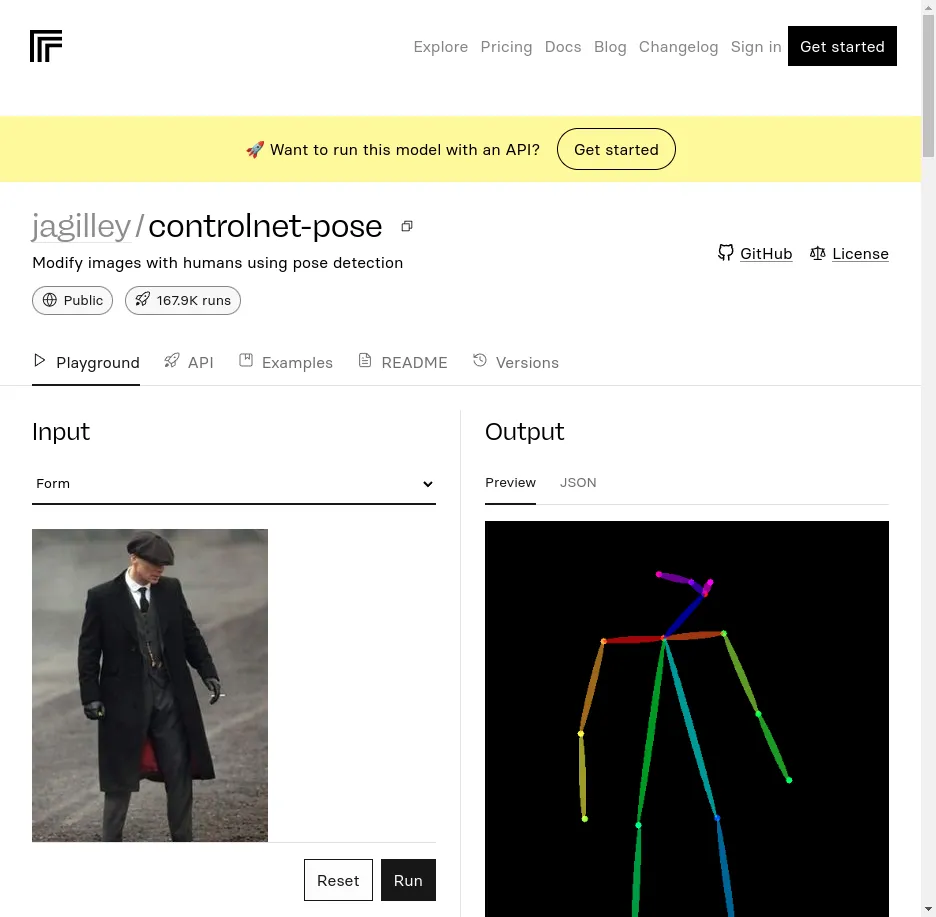 Explore Pricing Docs Blog Changelog Sign in Get started
🚀 Want to run this model with an API? Get started
jagilley/controlnet-pose
Modify images with humans using pose detection
GitHub License
Public 167.9K runs
Playground API Examples README Versions
Input
Form
Reset Run
Output
Preview JSON